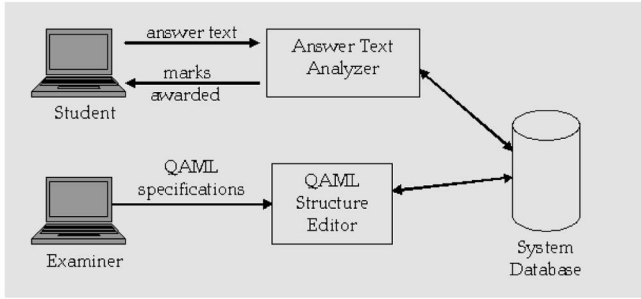 answer text
marks
awarded
Student
Answer Text
Analyzer
QAML
specifications
Examiner
QAML
Structure
Editor
System
Database